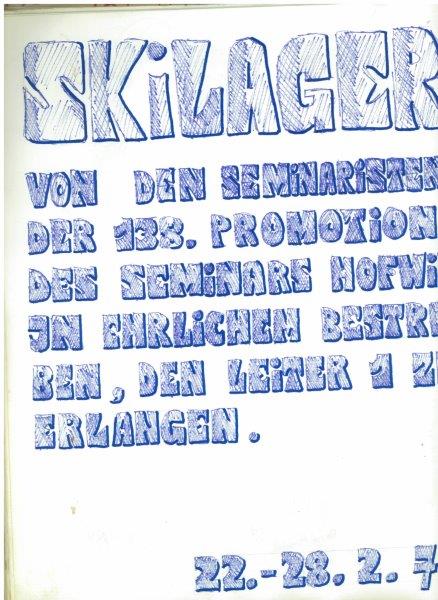 SKiLAGER
VON DEN SEMiNARiSTEN
DER 138. PROMOTiON
DES SEMiNARS HOFWi
JN EHRLiCHEM BESTRE
BEN, DEN LEiTER 1 Z
ERLANGEN.
22.-28. 2. 7